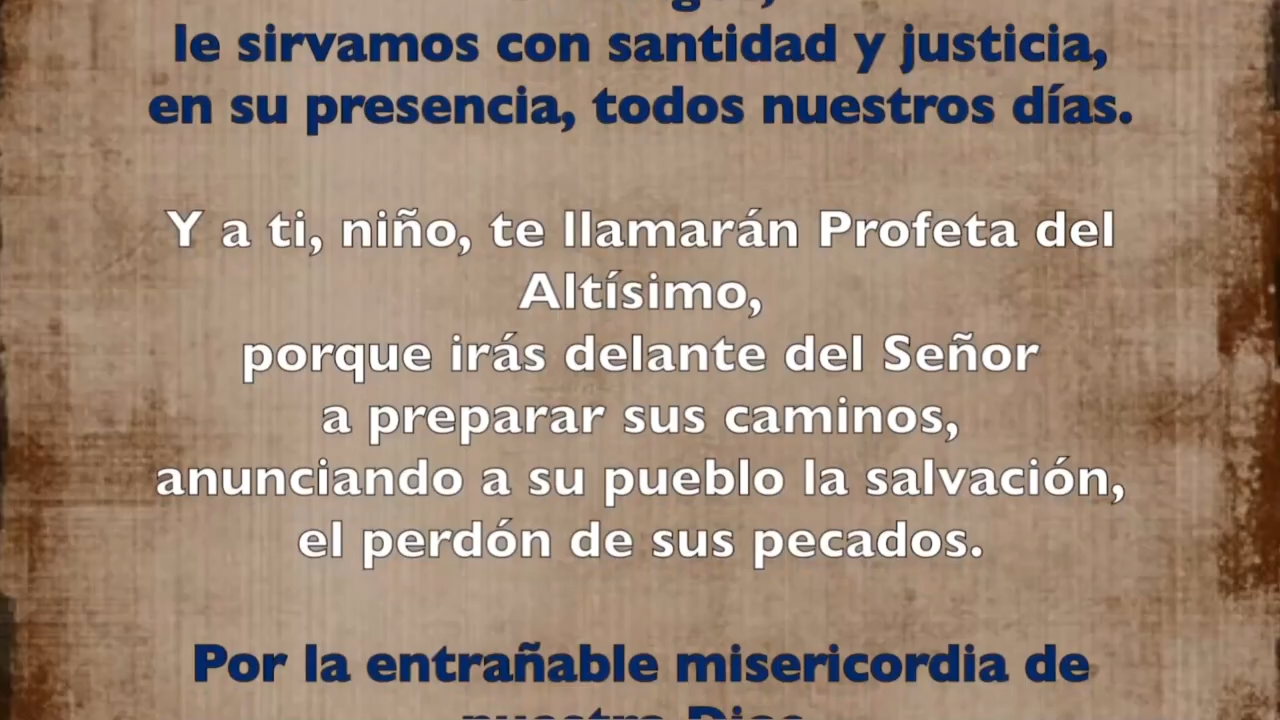 le sirvamos con santidad y justicia,
en su presencia, todos nuestros días.
Y a ti, niño, te llamarán Profeta del
Altísimo,
porque irás delante del Señor
a preparar sus caminos,
anunciando a su pueblo la salvación,
el perdón de sus pecados.
Por la entrañable misericordia de